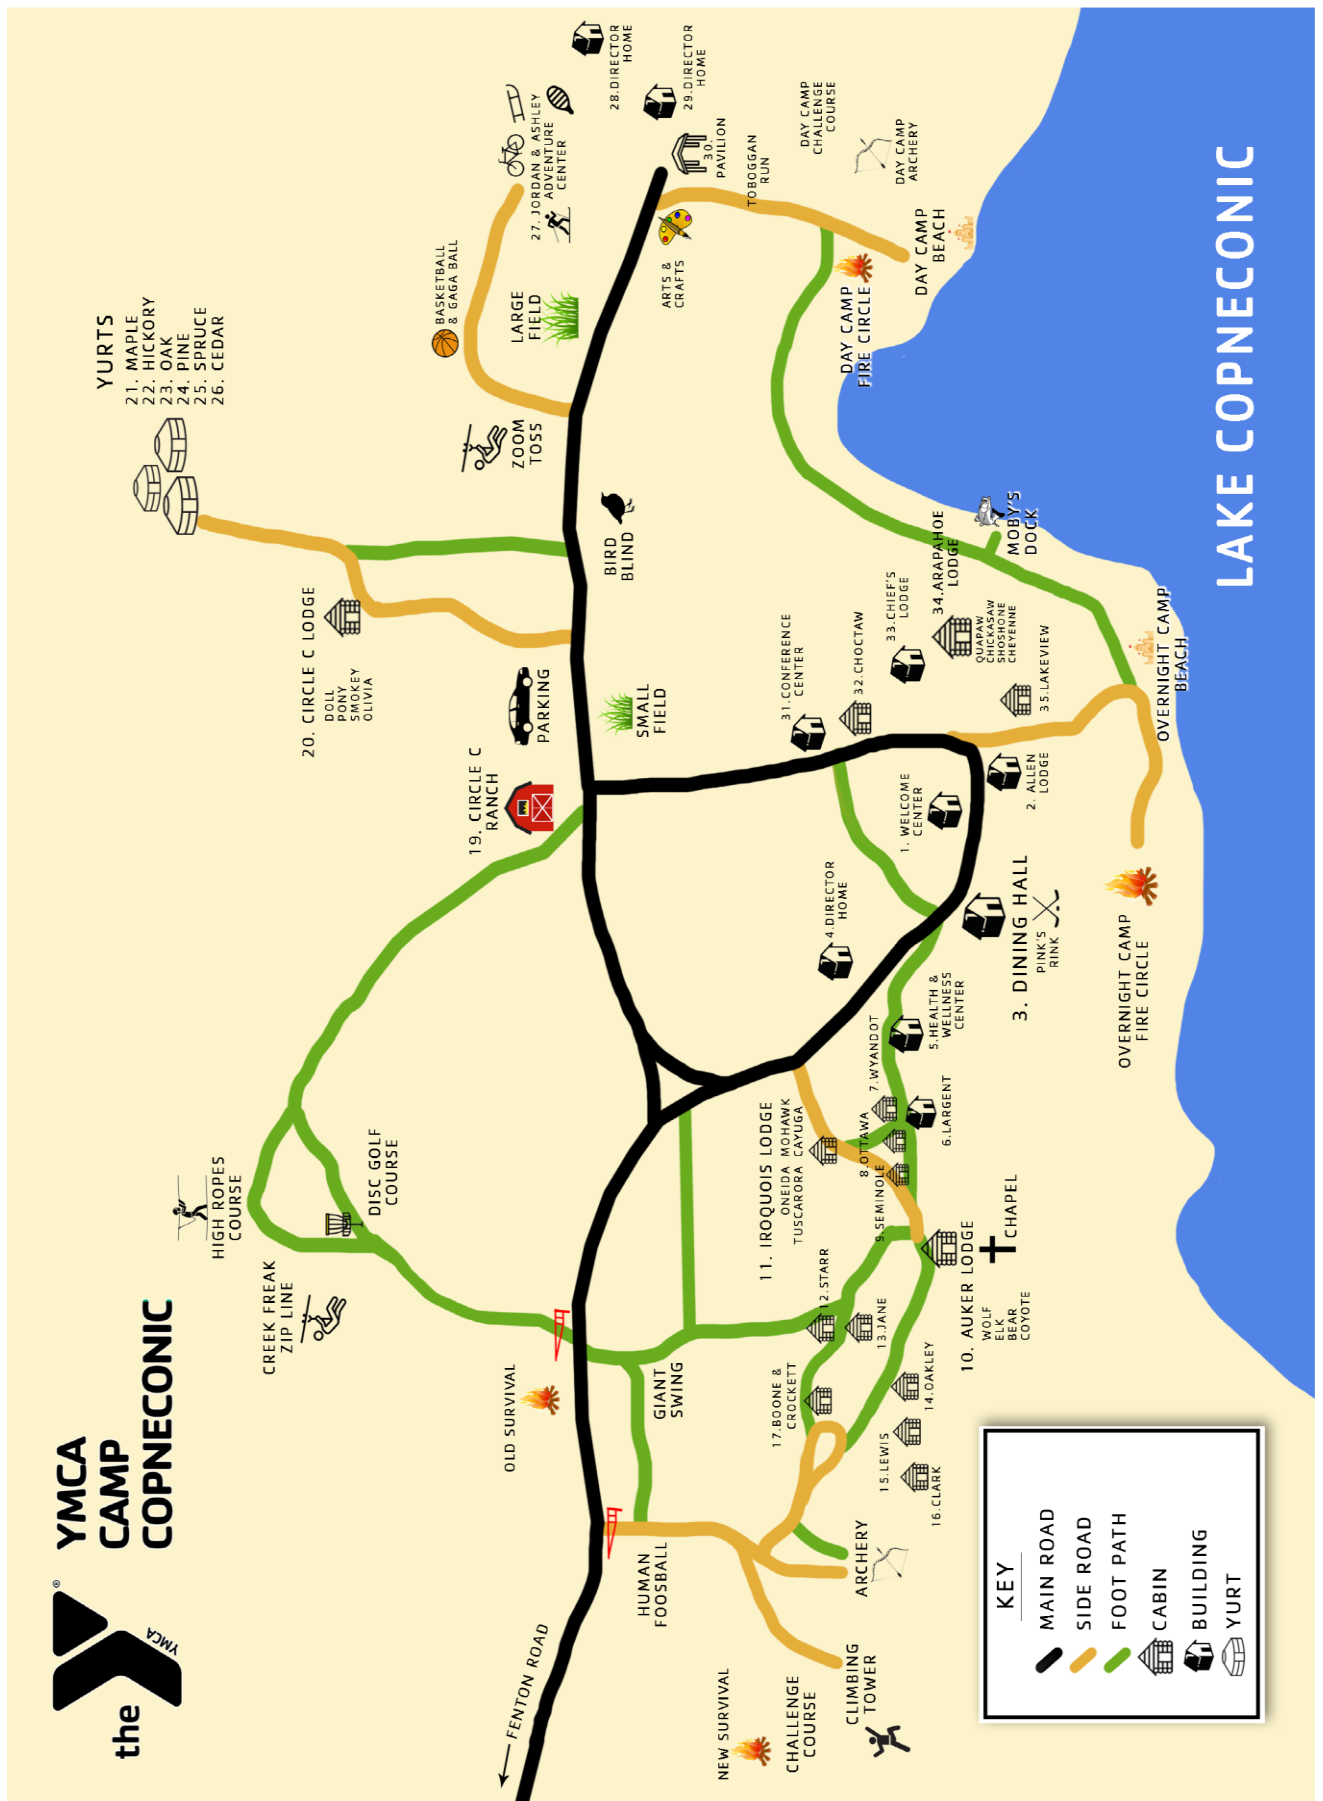 the
YMCA
®
YMCA
CAMP
COPNECONIC
YURTS
21. MAPLE
22. HICKORY
23. OAK
24. PINE
25. SPRUCE
26. CEDAR
20. CIRCLE C LODGE
DOLL
PONY
SMOKEY
OLIVIA
HIGH ROPES
COURSE
CREEK FREAK
ZIP LINE
DISC GOLF
COURSE
19. CIRCLE C
RANCH
PARKING
ZOOM
TOSS
BASKETBALL
& GAGA BALL
LARGE
FIELD
27. JORDAN & ASHLEY
ADVENTURE
CENTER
28.DIRECTOR
HOME
29.DIRECTOR
HOME
30.
PAVILION
TOBOGGAN
RUN
ARTS &
CRAFTS
DAY CAMP
CHALLENGE
COURSE
DAY CAMP
ARCHERY
DAY CAMP
BEACH
DAY CAMP
FIRE CIRCLE
BIRD
BLIND
SMALL
FIELD
OLD SURVIVAL
← FENTON ROAD
HUMAN
FOOSBALL
GIANT
SWING
NEW SURVIVAL
CHALLENGE
COURSE
CLIMBING
TOWER
ARCHERY
17.BOONE &
CROCKETT
12.STARR
13.JANE
14.OAKLEY
15.LEWIS
16.CLARK
11. IROQUOIS LODGE
ONEIDA MOHAWK
TUSCARORA CAYUGA
10. AUKER LODGE
WOLF
ELK
BEAR
COYOTE
CHAPEL
9.SEMINOLE
8.OTTAWA
7.WYANDOT
6.LARGENT
5.HEALTH &
WELLNESS
CENTER
4.DIRECTOR
HOME
3. DINING HALL
PINK'S
RINK
1. WELCOME
CENTER
2. ALLEN
LODGE
31.CONFERENCE
CENTER
32.CHOCTAW
33.CHIEF'S
LODGE
34.ARAPAHOE
LODGE
QUAPAW
CHICKASAW
SHOSHONE
CHEYENNE
35.LAKEVIEW
MOBY'S
DOCK
OVERNIGHT CAMP
BEACH
OVERNIGHT CAMP
FIRE CIRCLE
LAKE COPNECONIC
KEY
MAIN ROAD
SIDE ROAD
FOOT PATH
CABIN
BUILDING
YURT